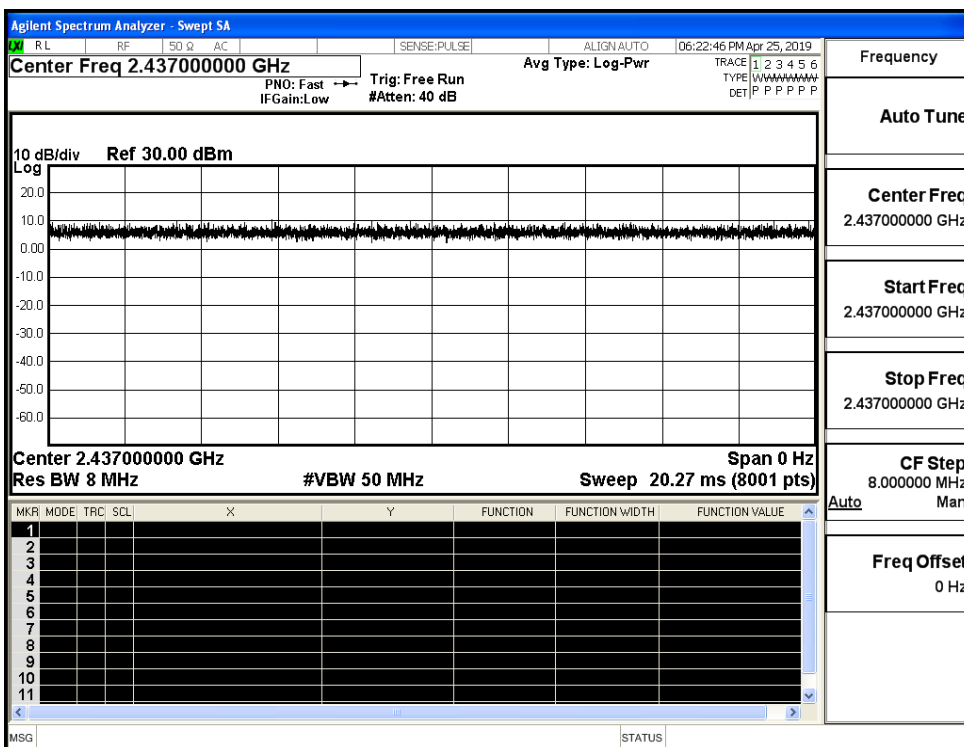 Agilent Spectrum Analyzer - Swept SA
LXI RL RF 50 Ω AC SENSE:PULSE ALIGN AUTO 06:22:46 PM Apr 25, 2019
Center Freq 2.437000000 GHz
PNO: Fast
IFGain:Low
Trig: Free Run
#Atten: 40 dB
Avg Type: Log-Pwr
TRACE 1 2 3 4 5 6
TYPE
DET P P P P P P
10 dB/div Ref 30.00 dBm
Log
20.0
10.0
0.00
-10.0
-20.0
-30.0
-40.0
-50.0
-60.0
Center 2.437000000 GHz Span 0 Hz
Res BW 8 MHz #VBW 50 MHz Sweep 20.27 ms (8001 pts)
MKR MODE TRC SCL X Y FUNCTION FUNCTION WIDTH FUNCTION VALUE
1
2
3
4
5
6
7
8
9
10
11
MSG STATUS
Frequency
Auto Tune
Center Freq
2.437000000 GHz
Start Freq
2.437000000 GHz
Stop Freq
2.437000000 GHz
CF Step
8.000000 MHz
Auto Man
Freq Offset
0 Hz